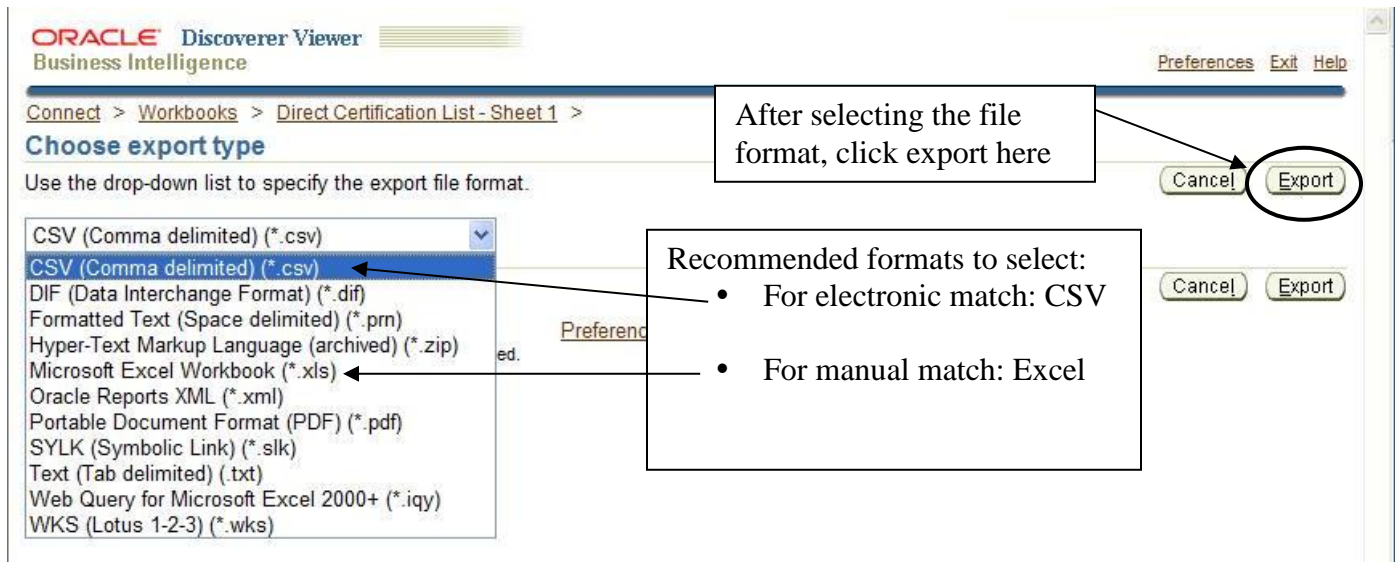 ORACLE Discoverer Viewer
Business Intelligence
Preferences Exit Help
Connect > Workbooks > Direct Certification List - Sheet 1 >
After selecting the file
format, click export here
Choose export type
Use the drop-down list to specify the export file format.
Cancel Export
CSV (Comma delimited) (*.csv)
CSV (Comma delimited) (*.csv)
DIF (Data Interchange Format) (*.dif)
Formatted Text (Space delimited) (*.prn)
Hyper-Text Markup Language (archived) (*.zip)
Microsoft Excel Workbook (*.xls)
Oracle Reports XML (*.xml)
Portable Document Format (PDF) (*.pdf)
SYLK (Symbolic Link) (*.slk)
Text (Tab delimited) (.txt)
Web Query for Microsoft Excel 2000+ (*.iqy)
WKS (Lotus 1-2-3) (*.wks)
Recommended formats to select:
• For electronic match: CSV
• For manual match: Excel
Cancel Export
Preferenc
ed.